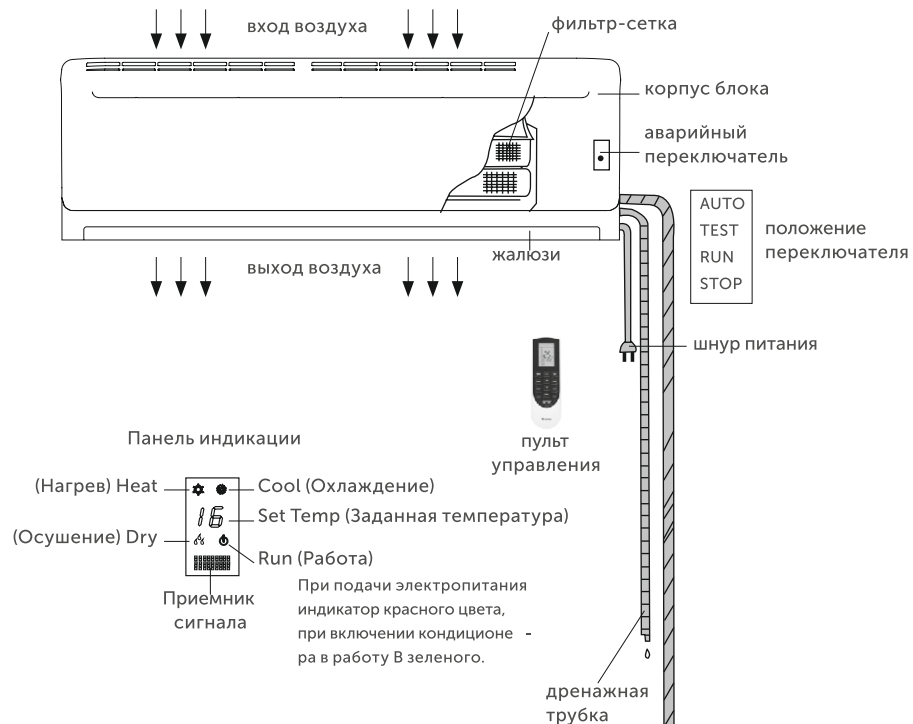 вход воздуха
фильтр-сетка
корпус блока
аварийный
переключатель
AUTO
TEST
RUN
STOP
положение
переключателя
жалюзи
выход воздуха
шнур питания
пульт
управления
Панель индикации
(Нагрев) Heat
Cool (Охлаждение)
16
Set Temp (Заданная температура)
(Осушение) Dry
Run (Работа)
Приемник
сигнала
При подачи электропитания
индикатор красного цвета,
при включении кондиционе -
ра в работу В зеленого.
дренажная
трубка